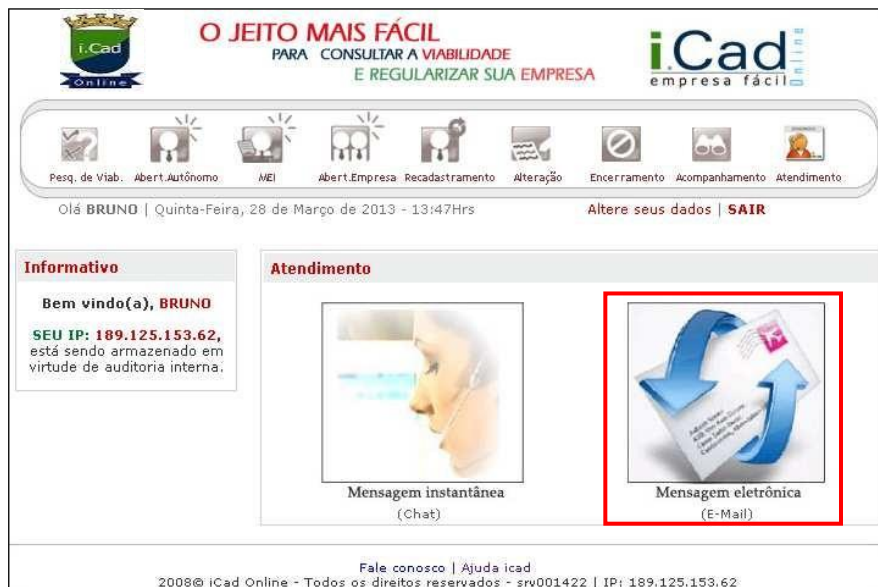 i.Cad
Online
O JEITO MAIS FÁCIL
PARA CONSULTAR A VIABILIDADE
E REGULARIZAR SUA EMPRESA
i.Cad Online
empresa fácil
Pesq. de Viab. Abert.Autônomo MEI Abert.Empresa Recadastramento Alteração Encerramento Acompanhamento Atendimento
Olá BRUNO | Quinta-Feira, 28 de Março de 2013 - 13:47Hrs Altere seus dados | SAIR
Informativo
Bem vindo(a), BRUNO
SEU IP: 189.125.153.62,
está sendo armazenado em
virtude de auditoria interna.
Atendimento
Mensagem instantânea
(Chat)
Mensagem eletrônica
(E-Mail)
Fale conosco | Ajuda icad
2008© iCad Online - Todos os direitos reservados - srv001422 | IP: 189.125.153.62